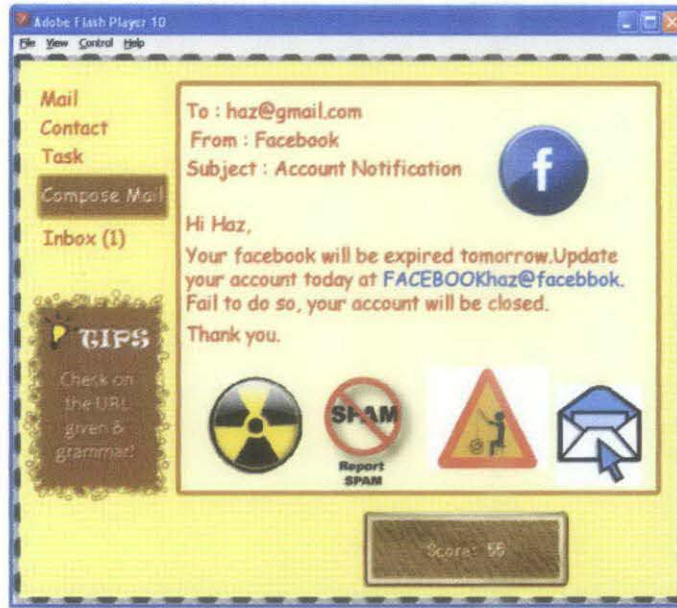 Adobe Flash Player 10
File View Control Help
Mail
Contact
Task
Compose Mail
Inbox (1)
TIPS
Check on
the URL
given &
grammar!
To : haz@gmail.com
From : Facebook
Subject : Account Notification
f
Hi Haz,
Your facebook will be expired tomorrow.Update
your account today at FACEBOOKhaz@facebbok.
Fail to do so, your account will be closed.
Thank you.
SPAM
Report
SPAM
Score: 55